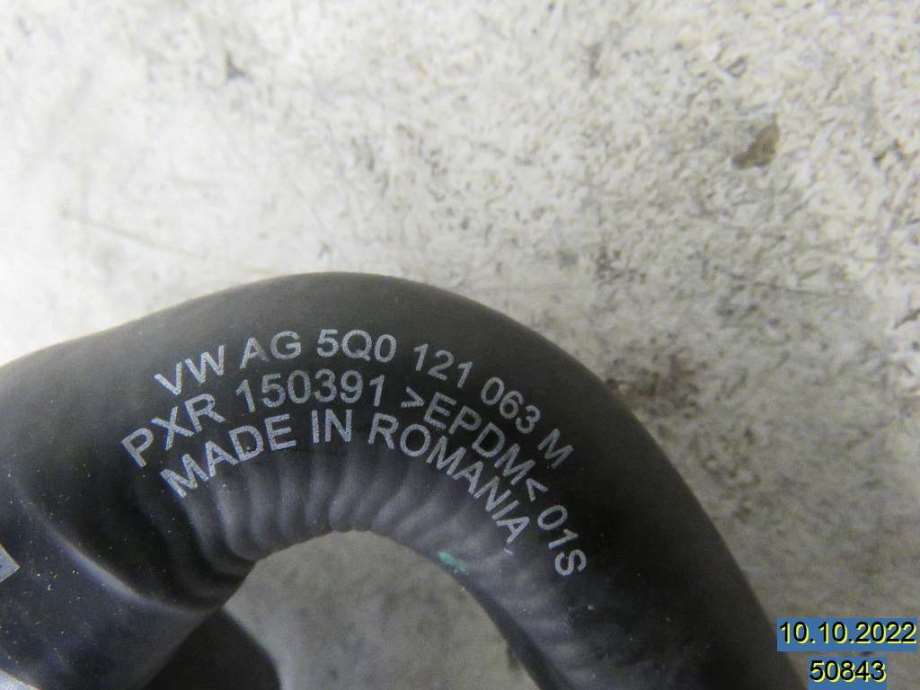 VW AG 5Q0 121 063 M
PXR 150391 >EPDM< 01S
MADE IN ROMANIA
10.10.2022
50843